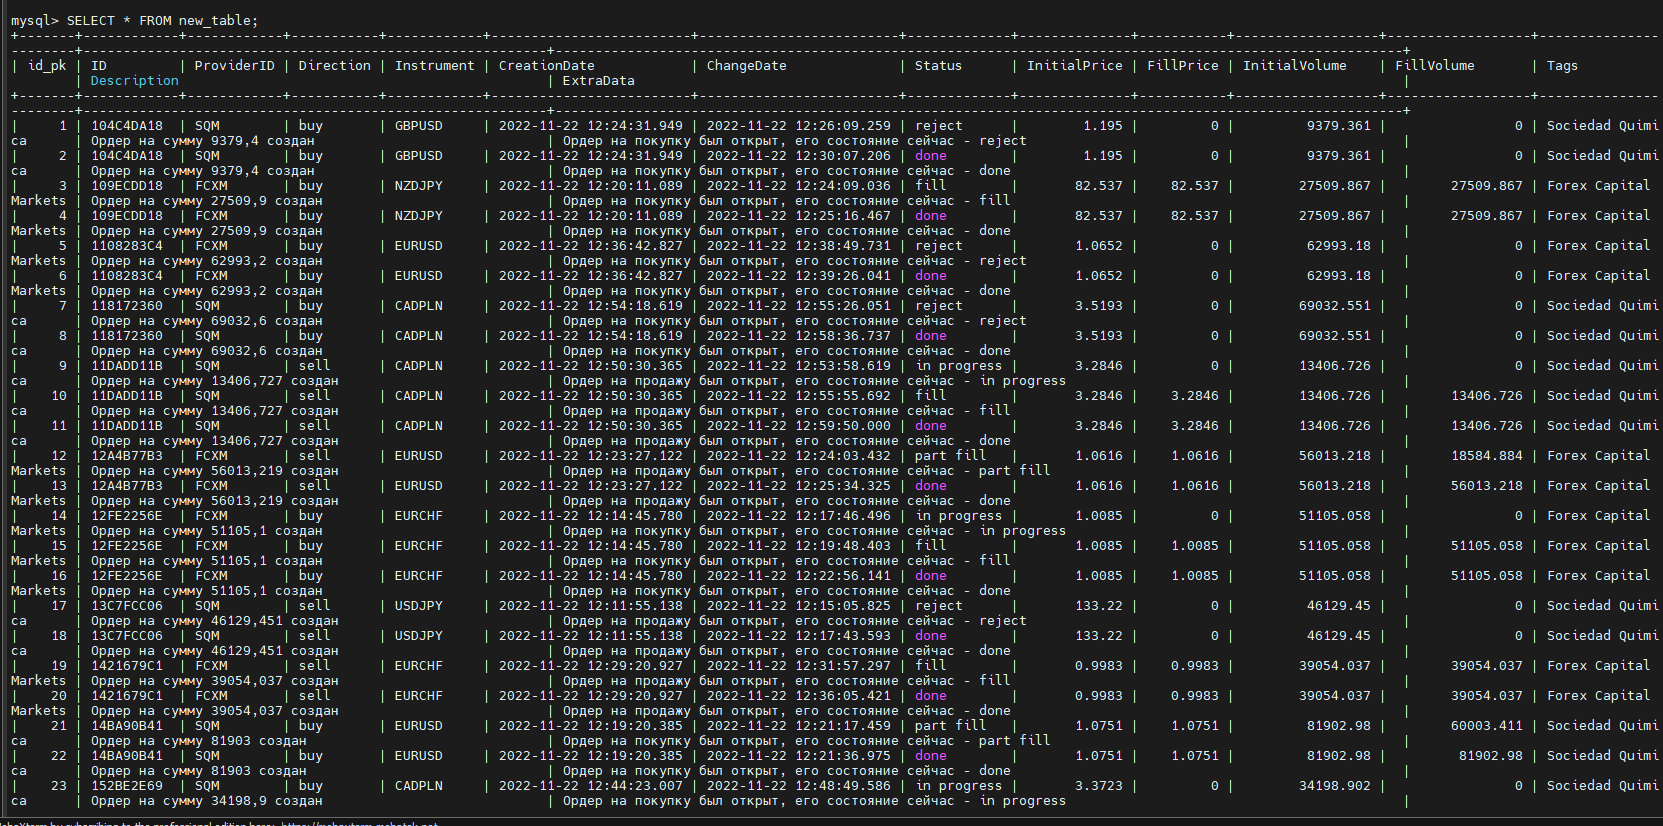 mysql> SELECT * FROM new_table;
+-------+------------+------------+-----------+------------+-------------------------+-------------------------+-------------+--------------+-----------+------------------+------------------+---------------
--------+----------------------------------------------------------+---------------------------------------------------------------------------------------------------------+
| id_pk | ID | ProviderID | Direction | Instrument | CreationDate | ChangeDate | Status | InitialPrice | FillPrice | InitialVolume | FillVolume | Tags
| Description | ExtraData |
+-------+------------+------------+-----------+------------+-------------------------+-------------------------+-------------+--------------+-----------+------------------+------------------+---------------
--------+----------------------------------------------------------+---------------------------------------------------------------------------------------------------------+
| 1 | 104C4DA18 | SQM | buy | GBPUSD | 2022-11-22 12:24:31.949 | 2022-11-22 12:26:09.259 | reject | 1.195 | 0 | 9379.361 | 0 | Sociedad Quimi
ca | Ордер на сумму 9379,4 создан | Ордер на покупку был открыт, его состояние сейчас - reject |
| 2 | 104C4DA18 | SQM | buy | GBPUSD | 2022-11-22 12:24:31.949 | 2022-11-22 12:30:07.206 | done | 1.195 | 0 | 9379.361 | 0 | Sociedad Quimi
ca | Ордер на сумму 9379,4 создан | Ордер на покупку был открыт, его состояние сейчас - done |
| 3 | 109ECDD18 | FCXM | buy | NZDJPY | 2022-11-22 12:20:11.089 | 2022-11-22 12:24:09.036 | fill | 82.537 | 82.537 | 27509.867 | 27509.867 | Forex Capital
Markets | Ордер на сумму 27509,9 создан | Ордер на покупку был открыт, его состояние сейчас - fill |
| 4 | 109ECDD18 | FCXM | buy | NZDJPY | 2022-11-22 12:20:11.089 | 2022-11-22 12:25:16.467 | done | 82.537 | 82.537 | 27509.867 | 27509.867 | Forex Capital
Markets | Ордер на сумму 27509,9 создан | Ордер на покупку был открыт, его состояние сейчас - done |
| 5 | 1108283C4 | FCXM | buy | EURUSD | 2022-11-22 12:36:42.827 | 2022-11-22 12:38:49.731 | reject | 1.0652 | 0 | 62993.18 | 0 | Forex Capital
Markets | Ордер на сумму 62993,2 создан | Ордер на покупку был открыт, его состояние сейчас - reject |
| 6 | 1108283C4 | FCXM | buy | EURUSD | 2022-11-22 12:36:42.827 | 2022-11-22 12:39:26.041 | done | 1.0652 | 0 | 62993.18 | 0 | Forex Capital
Markets | Ордер на сумму 62993,2 создан | Ордер на покупку был открыт, его состояние сейчас - done |
| 7 | 118172360 | SQM | buy | CADPLN | 2022-11-22 12:54:18.619 | 2022-11-22 12:55:26.051 | reject | 3.5193 | 0 | 69032.551 | 0 | Sociedad Quimi
ca | Ордер на сумму 69032,6 создан | Ордер на покупку был открыт, его состояние сейчас - reject |
| 8 | 118172360 | SQM | buy | CADPLN | 2022-11-22 12:54:18.619 | 2022-11-22 12:58:36.737 | done | 3.5193 | 0 | 69032.551 | 0 | Sociedad Quimi
ca | Ордер на сумму 69032,6 создан | Ордер на покупку был открыт, его состояние сейчас - done |
| 9 | 11DADD11B | SQM | sell | CADPLN | 2022-11-22 12:50:30.365 | 2022-11-22 12:53:58.619 | in progress | 3.2846 | 0 | 13406.726 | 0 | Sociedad Quimi
ca | Ордер на сумму 13406,727 создан | Ордер на продажу был открыт, его состояние сейчас - in progress |
| 10 | 11DADD11B | SQM | sell | CADPLN | 2022-11-22 12:50:30.365 | 2022-11-22 12:55:55.692 | fill | 3.2846 | 3.2846 | 13406.726 | 13406.726 | Sociedad Quimi
ca | Ордер на сумму 13406,727 создан | Ордер на продажу был открыт, его состояние сейчас - fill |
| 11 | 11DADD11B | SQM | sell | CADPLN | 2022-11-22 12:50:30.365 | 2022-11-22 12:59:50.000 | done | 3.2846 | 3.2846 | 13406.726 | 13406.726 | Sociedad Quimi
ca | Ордер на сумму 13406,727 создан | Ордер на продажу был открыт, его состояние сейчас - done |
| 12 | 12A4B77B3 | FCXM | sell | EURUSD | 2022-11-22 12:23:27.122 | 2022-11-22 12:24:03.432 | part fill | 1.0616 | 1.0616 | 56013.218 | 18584.884 | Forex Capital
Markets | Ордер на сумму 56013,219 создан | Ордер на продажу был открыт, его состояние сейчас - part fill |
| 13 | 12A4B77B3 | FCXM | sell | EURUSD | 2022-11-22 12:23:27.122 | 2022-11-22 12:25:34.325 | done | 1.0616 | 1.0616 | 56013.218 | 56013.218 | Forex Capital
Markets | Ордер на сумму 56013,219 создан | Ордер на продажу был открыт, его состояние сейчас - done |
| 14 | 12FE2256E | FCXM | buy | EURCHF | 2022-11-22 12:14:45.780 | 2022-11-22 12:17:46.496 | in progress | 1.0085 | 0 | 51105.058 | 0 | Forex Capital
Markets | Ордер на сумму 51105,1 создан | Ордер на покупку был открыт, его состояние сейчас - in progress |
| 15 | 12FE2256E | FCXM | buy | EURCHF | 2022-11-22 12:14:45.780 | 2022-11-22 12:19:48.403 | fill | 1.0085 | 1.0085 | 51105.058 | 51105.058 | Forex Capital
Markets | Ордер на сумму 51105,1 создан | Ордер на покупку был открыт, его состояние сейчас - fill |
| 16 | 12FE2256E | FCXM | buy | EURCHF | 2022-11-22 12:14:45.780 | 2022-11-22 12:22:56.141 | done | 1.0085 | 1.0085 | 51105.058 | 51105.058 | Forex Capital
Markets | Ордер на сумму 51105,1 создан | Ордер на покупку был открыт, его состояние сейчас - done |
| 17 | 13C7FCC06 | SQM | sell | USDJPY | 2022-11-22 12:11:55.138 | 2022-11-22 12:15:05.825 | reject | 133.22 | 0 | 46129.45 | 0 | Sociedad Quimi
ca | Ордер на сумму 46129,451 создан | Ордер на продажу был открыт, его состояние сейчас - reject |
| 18 | 13C7FCC06 | SQM | sell | USDJPY | 2022-11-22 12:11:55.138 | 2022-11-22 12:17:43.593 | done | 133.22 | 0 | 46129.45 | 0 | Sociedad Quimi
ca | Ордер на сумму 46129,451 создан | Ордер на продажу был открыт, его состояние сейчас - done |
| 19 | 1421679C1 | FCXM | sell | EURCHF | 2022-11-22 12:29:20.927 | 2022-11-22 12:31:57.297 | fill | 0.9983 | 0.9983 | 39054.037 | 39054.037 | Forex Capital
Markets | Ордер на сумму 39054,037 создан | Ордер на продажу был открыт, его состояние сейчас - fill |
| 20 | 1421679C1 | FCXM | sell | EURCHF | 2022-11-22 12:29:20.927 | 2022-11-22 12:36:05.421 | done | 0.9983 | 0.9983 | 39054.037 | 39054.037 | Forex Capital
Markets | Ордер на сумму 39054,037 создан | Ордер на продажу был открыт, его состояние сейчас - done |
| 21 | 14BA90B41 | SQM | buy | EURUSD | 2022-11-22 12:19:20.385 | 2022-11-22 12:21:17.459 | part fill | 1.0751 | 1.0751 | 81902.98 | 60003.411 | Sociedad Quimi
ca | Ордер на сумму 81903 создан | Ордер на покупку был открыт, его состояние сейчас - part fill |
| 22 | 14BA90B41 | SQM | buy | EURUSD | 2022-11-22 12:19:20.385 | 2022-11-22 12:21:36.975 | done | 1.0751 | 1.0751 | 81902.98 | 81902.98 | Sociedad Quimi
ca | Ордер на сумму 81903 создан | Ордер на покупку был открыт, его состояние сейчас - done |
| 23 | 152BE2E69 | SQM | buy | CADPLN | 2022-11-22 12:44:23.007 | 2022-11-22 12:48:49.586 | in progress | 3.3723 | 0 | 34198.902 | 0 | Sociedad Quimi
ca | Ордер на сумму 34198,9 создан | Ордер на покупку был открыт, его состояние сейчас - in progress |